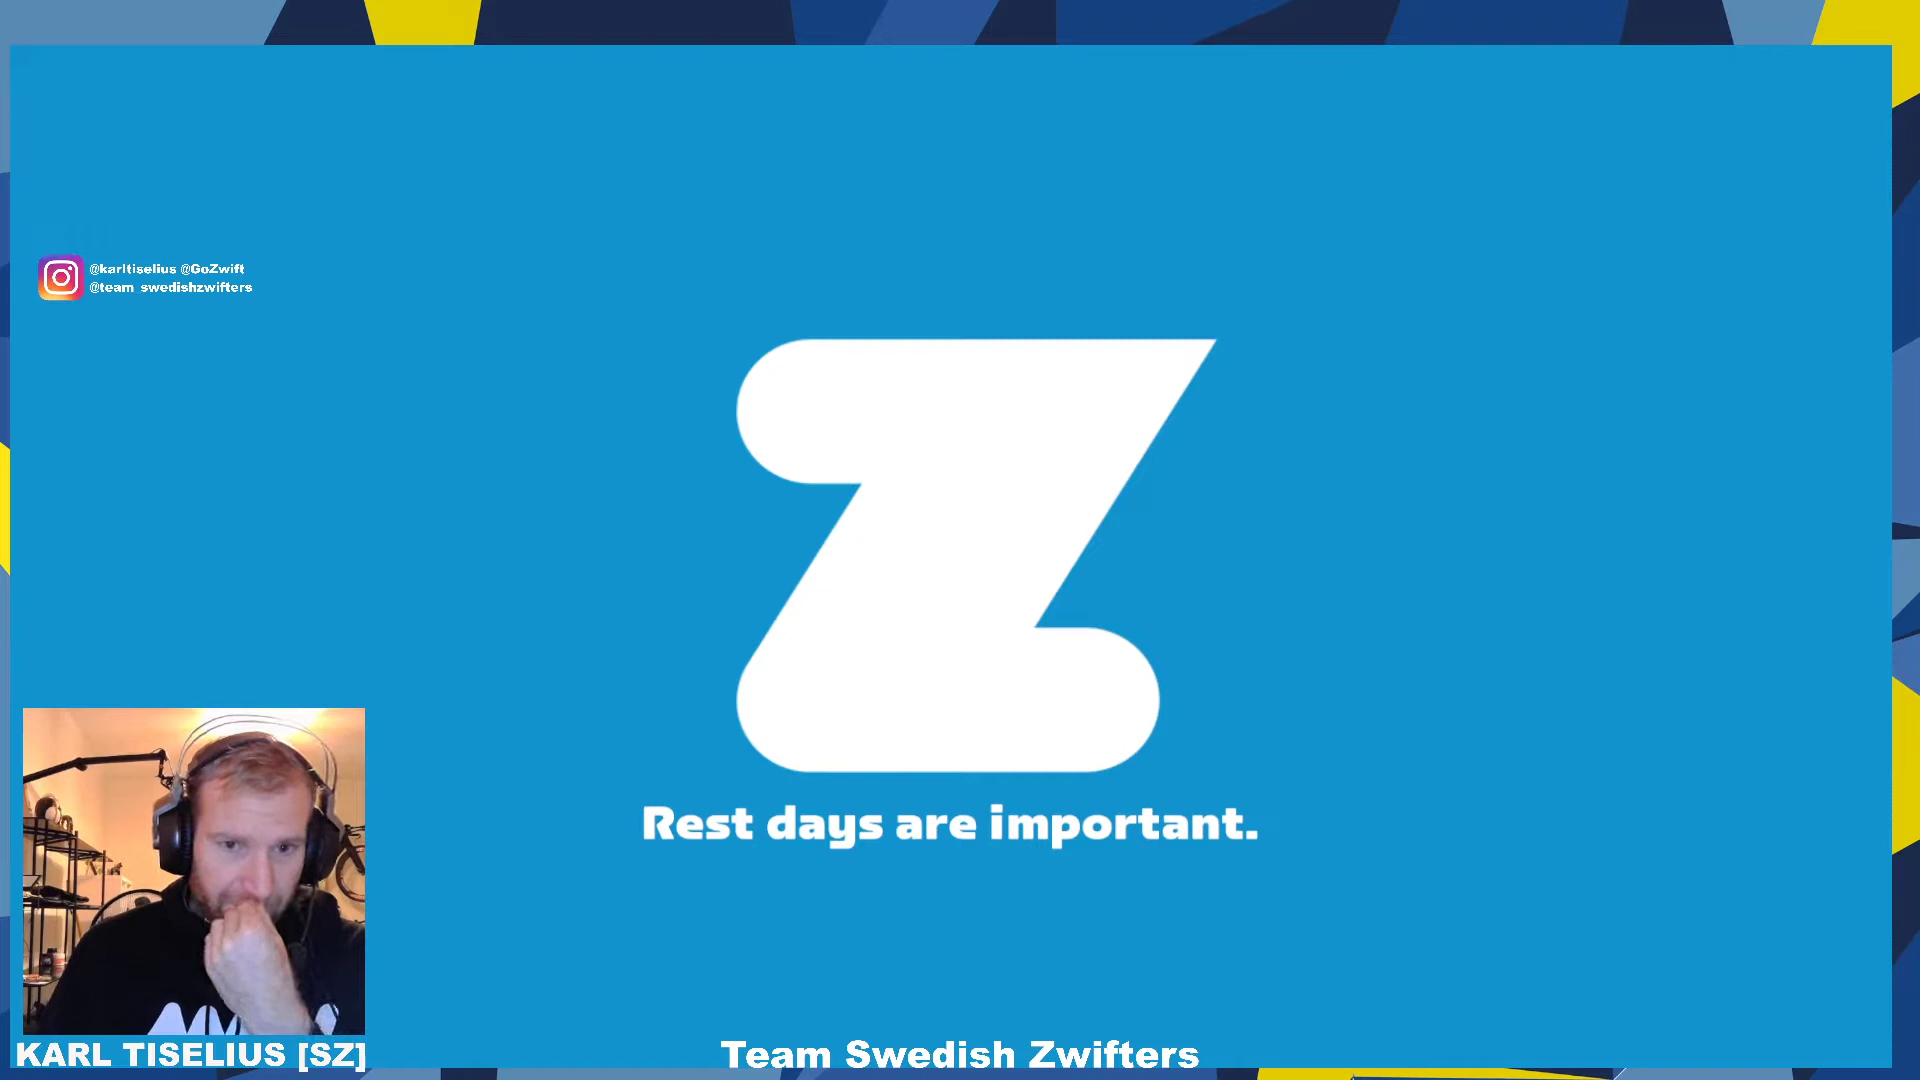 @karltiselius @GoZwift
@team_swedishzwifters
Rest days are important.
KARL TISELIUS [SZ]
Team Swedish Zwifters